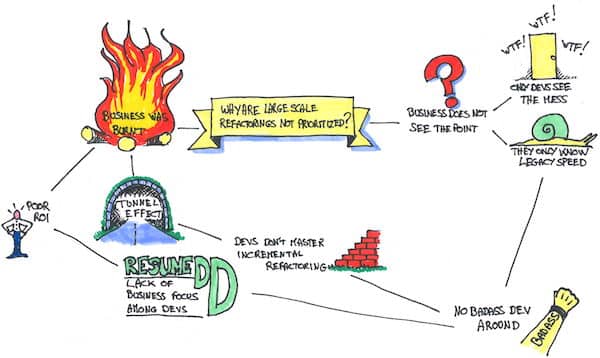 WTF!
WTF!
WTF!
ONLY DEVS SEE
THE MESS
BUSINESS WAS
BURNT
WHY ARE LARGE SCALE
REFACTORINGS NOT PRIORITIZED?
BUSINESS DOES NOT
SEE THE POINT
THEY ONLY KNOW
LEGACY SPEED
POOR
ROI
TUNNEL
EFFECT
DEVS DON'T MASTER
INCREMENTAL
REFACTORING
RESUME DD
LACK OF
BUSINESS FOCUS
AMONG DEVS
NO BADASS DEV
AROUND
BADASS